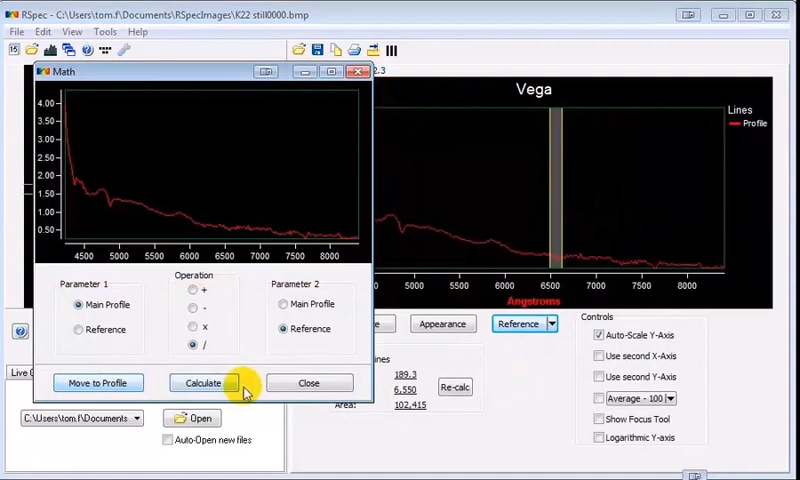 RSpec - C:\Users\tom.f\Documents\RSpecImages\K22 still0000.bmp
File Edit View Tools Help
15
Math
2.3
Vega
4.00
3.50
3.00
2.50
2.00
1.50
1.00
0.50
4500 5000 5500 6000 6500 7000 7500 8000
Lines
Profile
5000 5500 6000 6500 7000 7500 8000
Angstroms
Parameter 1
Main Profile
Reference
Operation
+
-
x
/
Parameter 2
Main Profile
Reference
Move to Profile Calculate Close
Appearance Reference
Controls
Auto-Scale Y-Axis
Use second X-Axis
Use second Y-Axis
Average - 100
Show Focus Tool
Logarithmic Y-axis
189.3
6,550
Area: 102,415
Re-calc
C:\Users\tom.f\Documents Open
Auto-Open new files